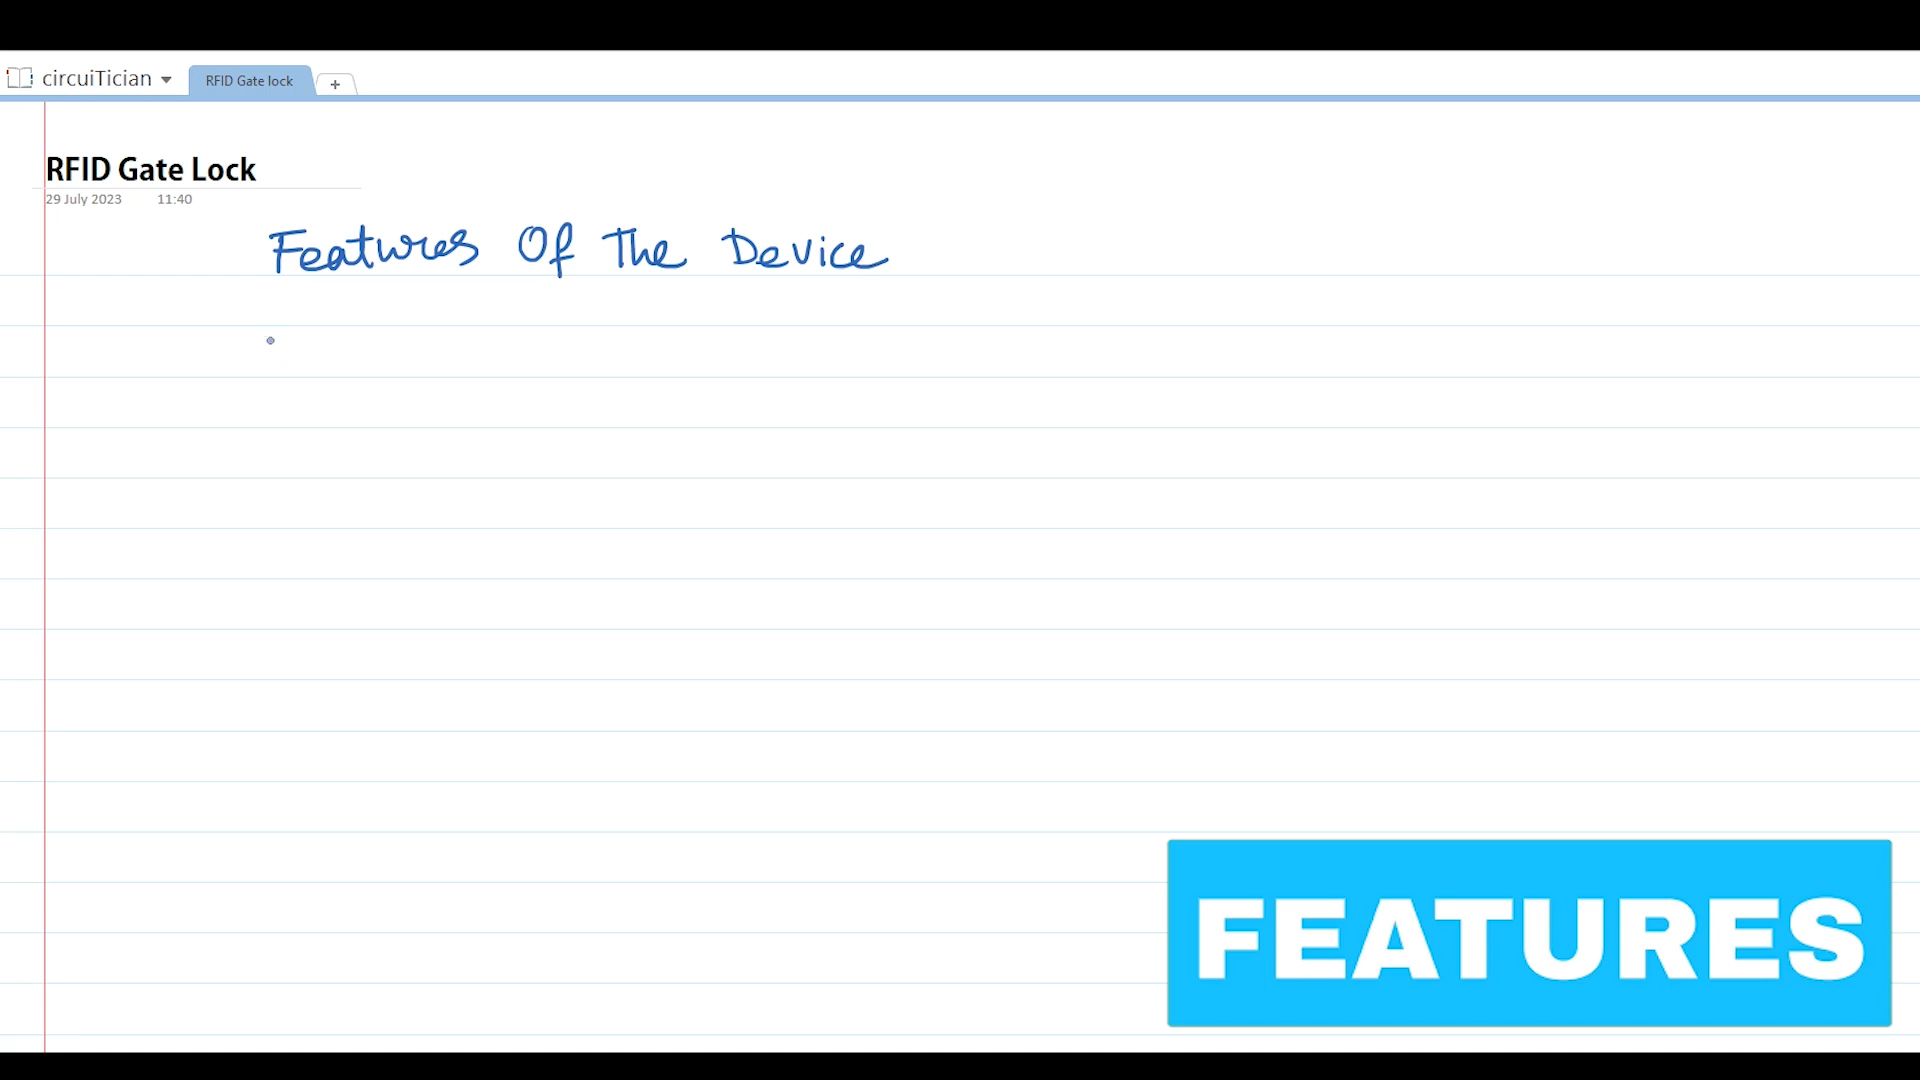 circuiTician
RFID Gate lock
+
RFID Gate Lock
29 July 2023 11:40
Features Of The Device
FEATURES